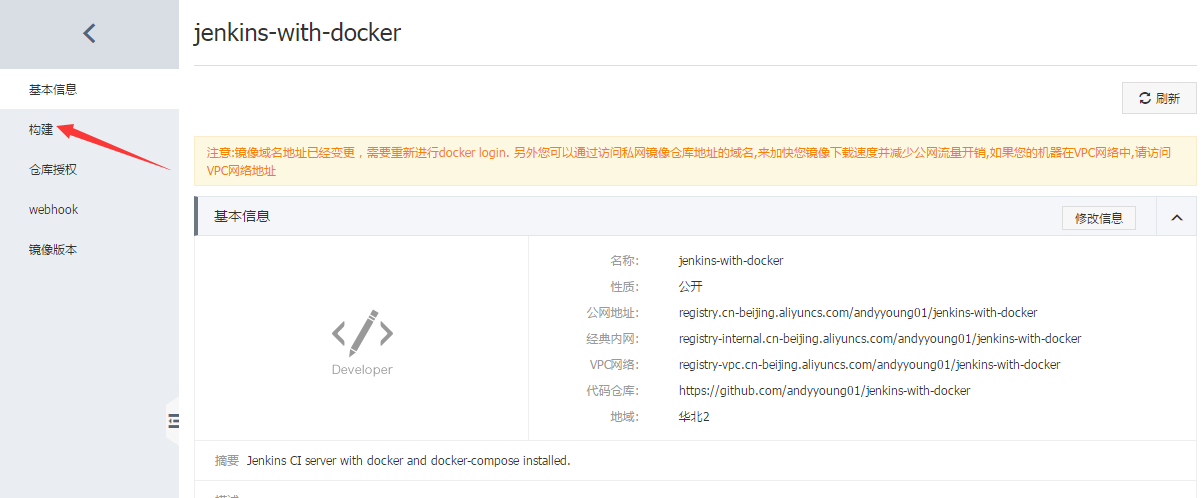 jenkins-with-docker
基本信息
构建
仓库授权
webhook
镜像版本
刷新
注意:镜像域名地址已经变更，需要重新进行docker login. 另外您可以通过访问私网镜像仓库地址的域名,来加快您镜像下载速度并减少公网流量开销,如果您的机器在VPC网络中,请访问
VPC网络地址
基本信息
修改信息
Developer
名称: jenkins-with-docker
性质: 公开
公网地址: registry.cn-beijing.aliyuncs.com/andyyoung01/jenkins-with-docker
经典内网: registry-internal.cn-beijing.aliyuncs.com/andyyoung01/jenkins-with-docker
VPC网络: registry-vpc.cn-beijing.aliyuncs.com/andyyoung01/jenkins-with-docker
代码仓库: https://github.com/andyyoung01/jenkins-with-docker
地域: 华北2
摘要 Jenkins CI server with docker and docker-compose installed.